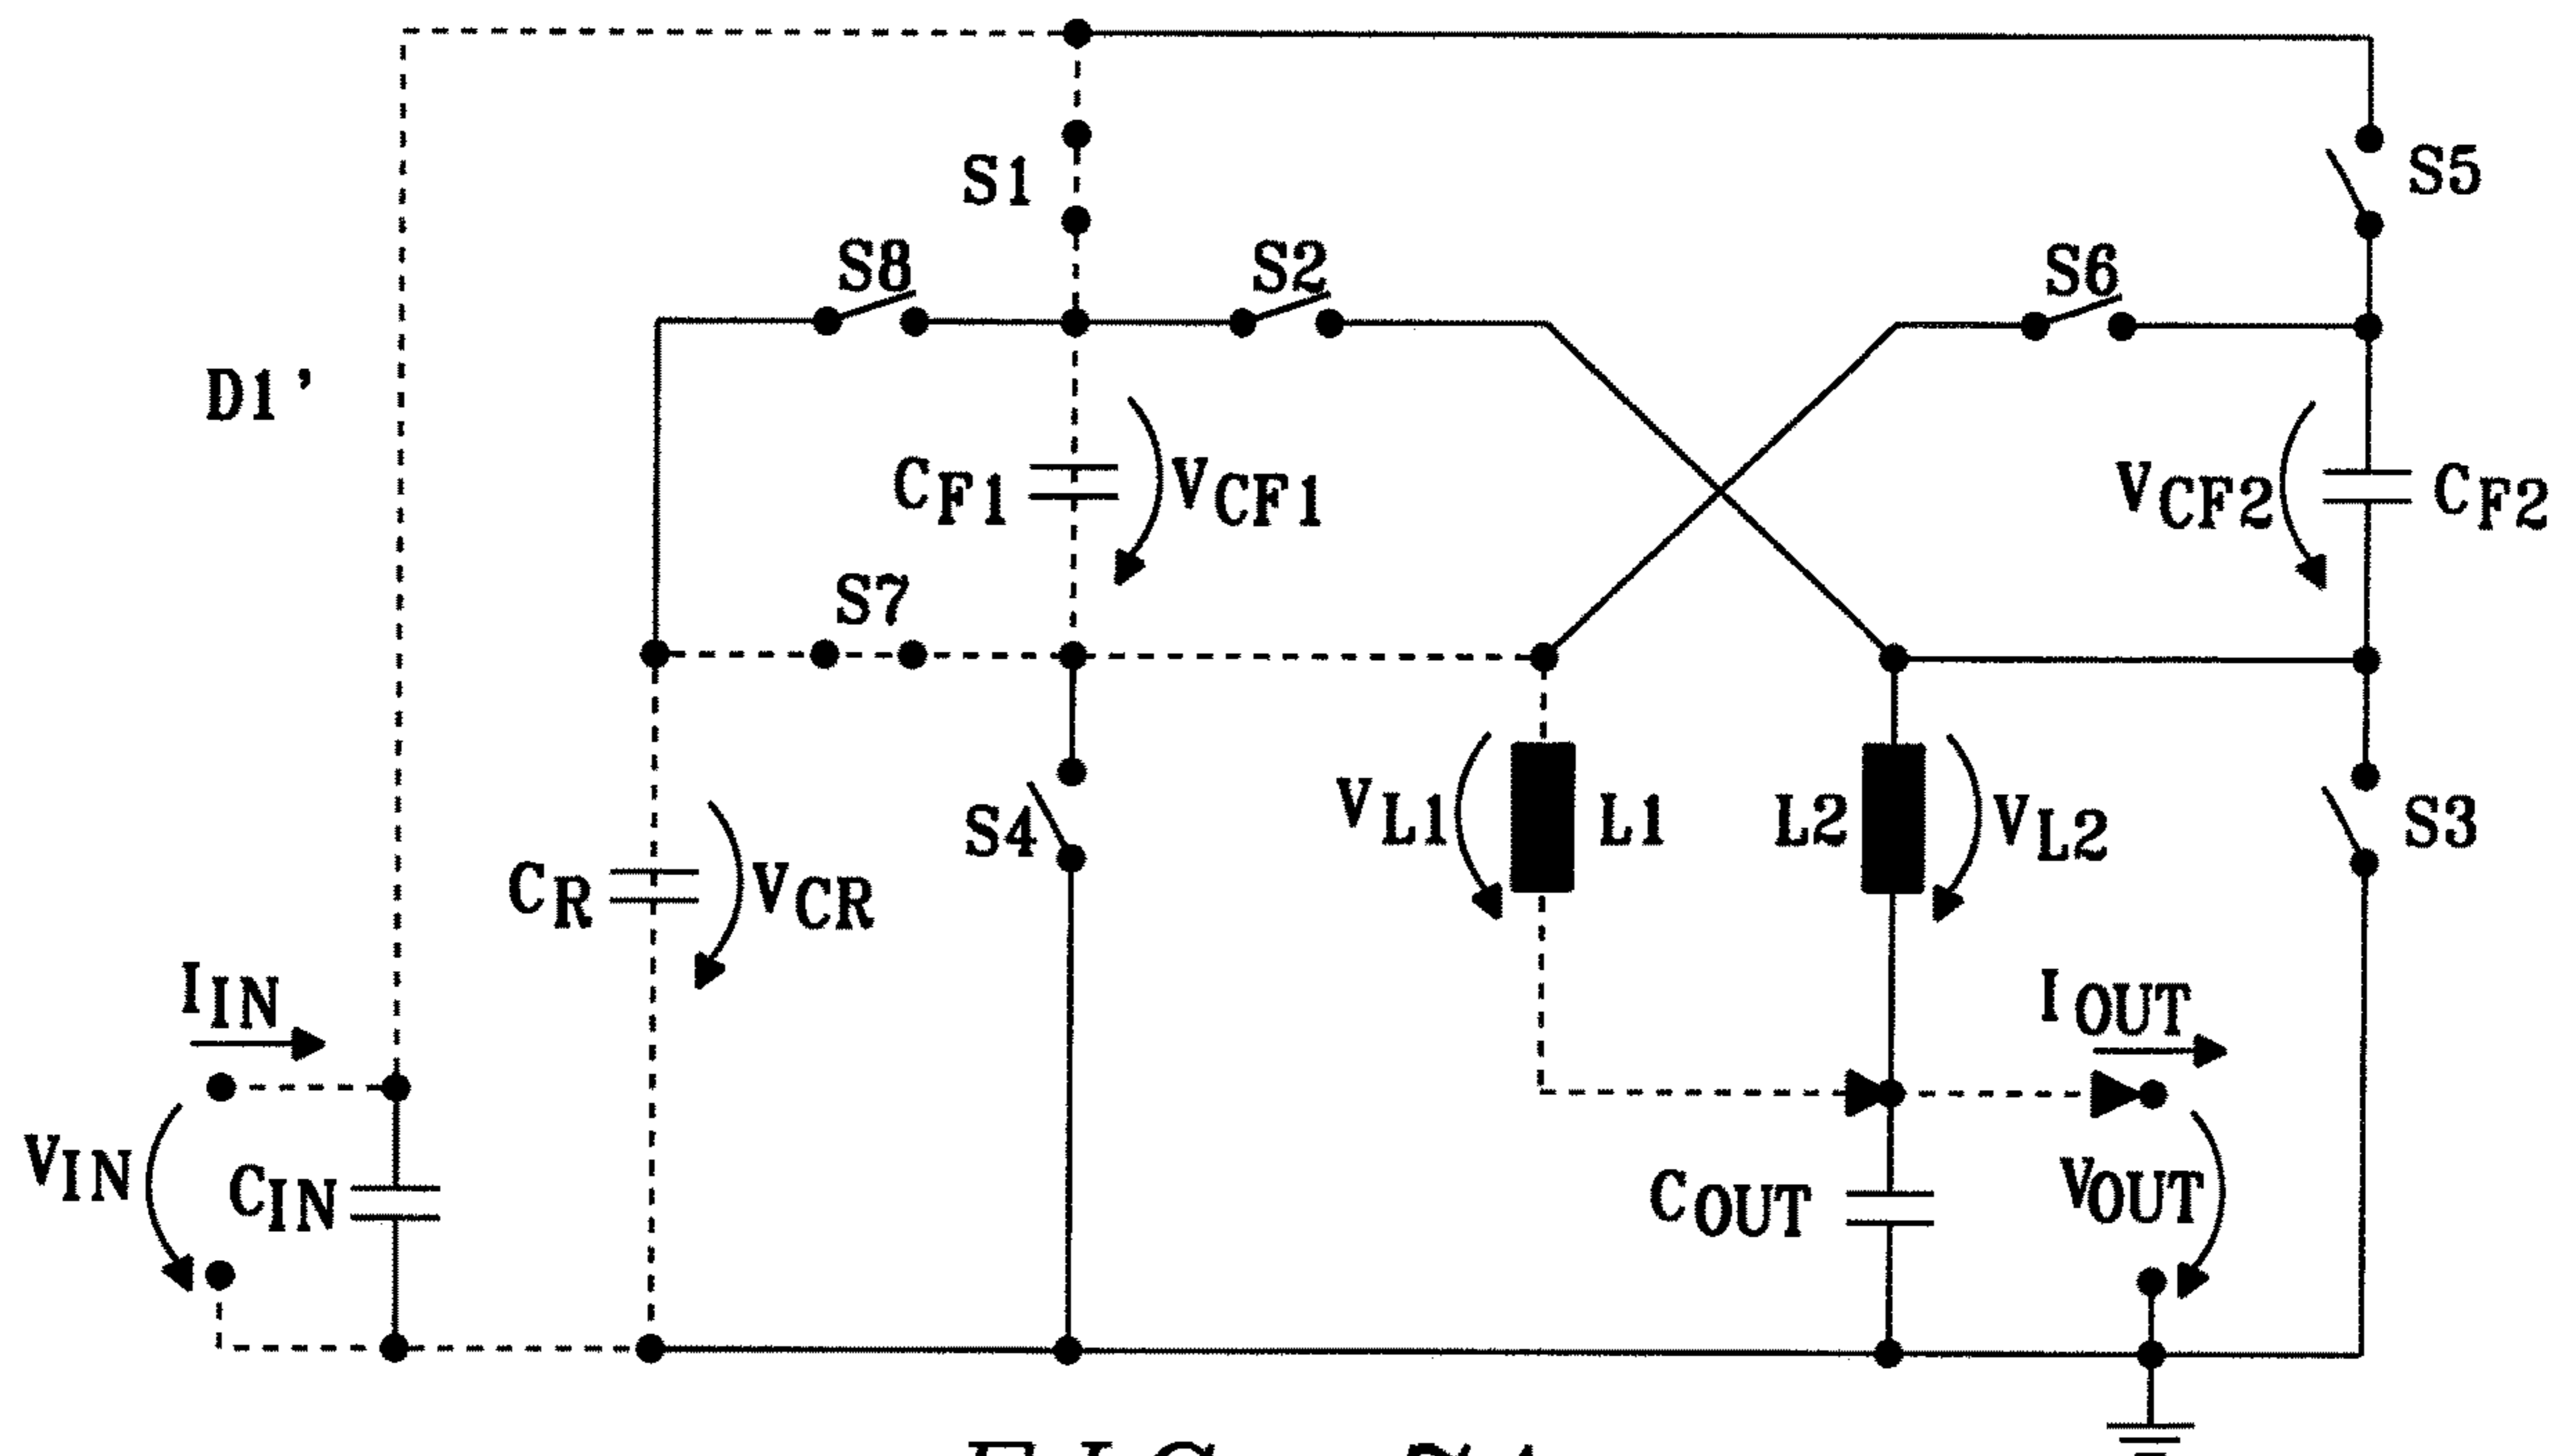 S1
S5
S8
S2
S6
D1'
CF1
VCF1
VCF2
CF2
S7
CR
VCR
S4
VL1
L1
L2
VL2
S3
IIN
IOUT
VIN
CIN
COUT
VOUT